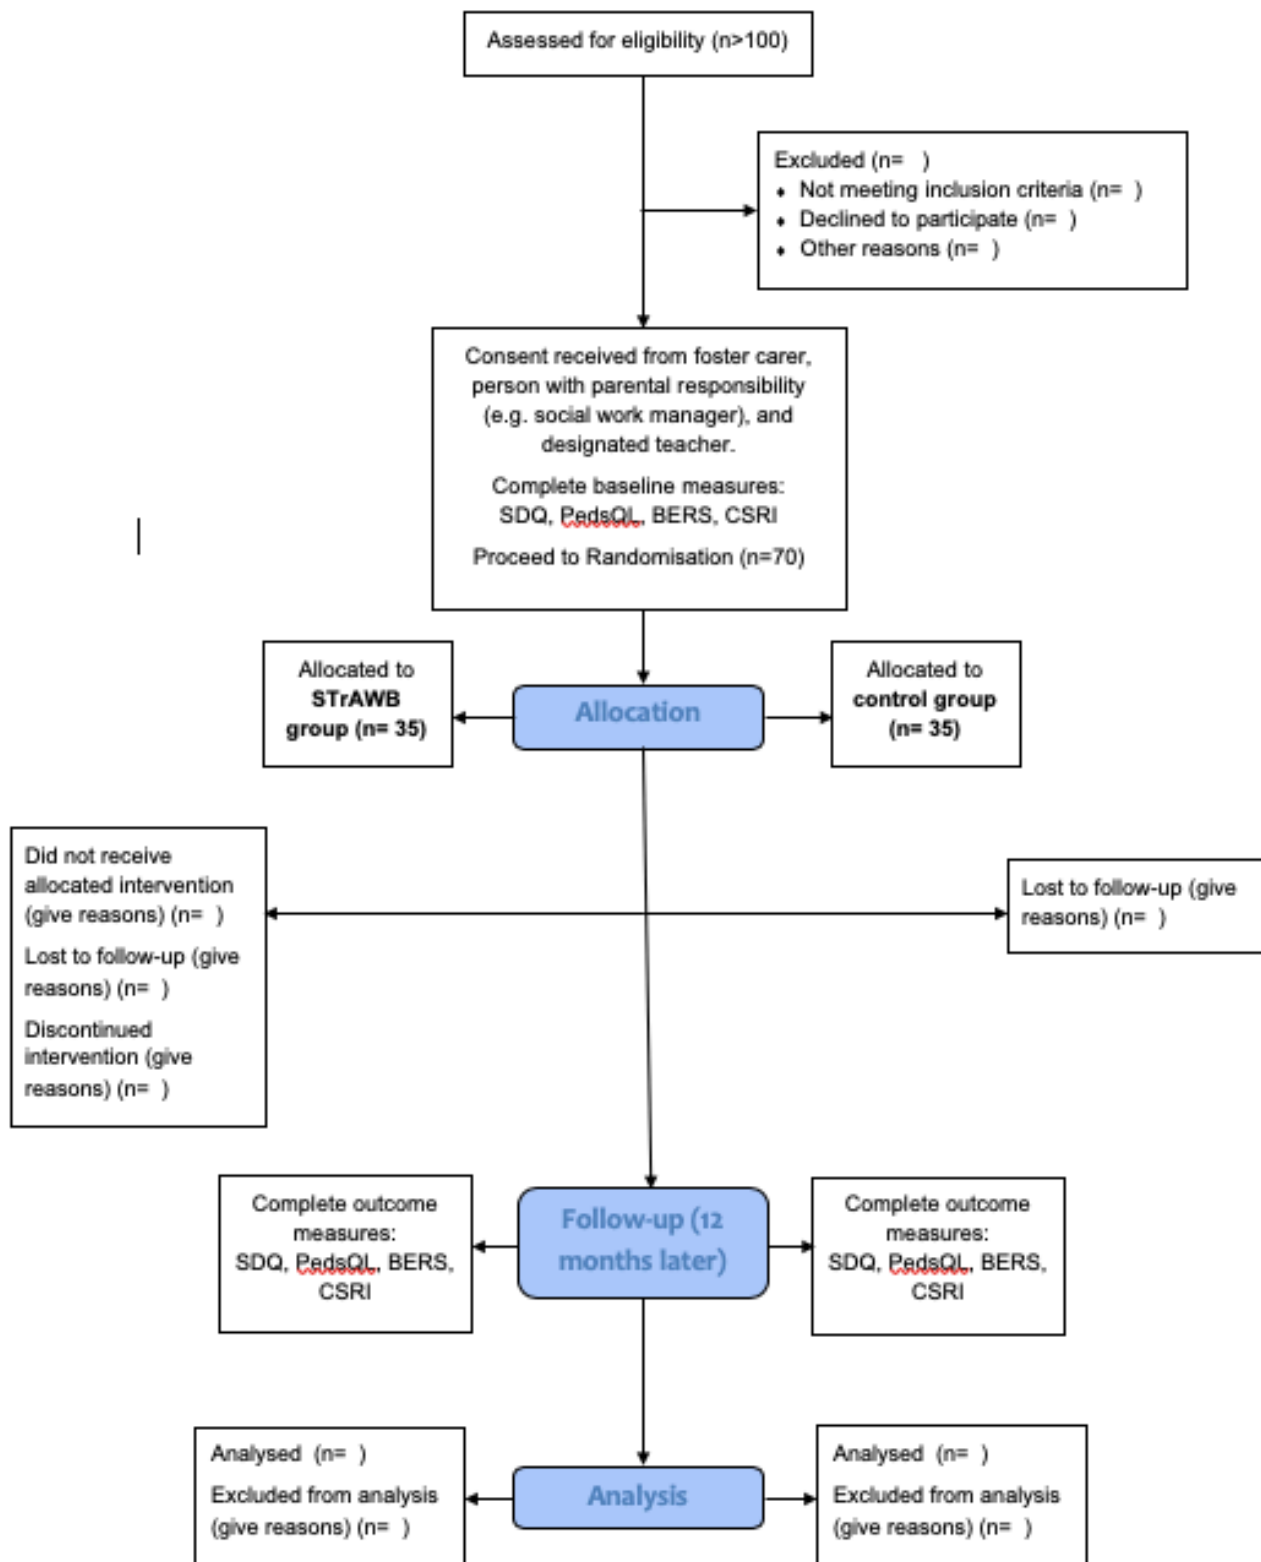 Assessed for eligibility (n>100)
Excluded (n=   )
♦ Not meeting inclusion criteria (n=  )
♦ Declined to participate (n=  )
♦ Other reasons (n=  )
Consent received from foster carer,
person with parental responsibility
(e.g. social work manager), and
designated teacher.
Complete baseline measures:
SDQ, PedsQL, BERS, CSRI
Proceed to Randomisation (n=70)
Allocated to
STrAWB
group (n= 35)
Allocation
Allocated to
control group
(n= 35)
Did not receive
allocated intervention
(give reasons) (n=  )
Lost to follow-up (give
reasons) (n=  )
Discontinued
intervention (give
reasons) (n=  )
Lost to follow-up (give
reasons) (n=  )
Complete outcome
measures:
SDQ, PedsQL, BERS,
CSRI
Follow-up (12
months later)
Complete outcome
measures:
SDQ, PedsQL, BERS,
CSRI
Analysed  (n=  )
Excluded from analysis
(give reasons) (n=  )
Analysis
Analysed  (n=  )
Excluded from analysis
(give reasons) (n=  )